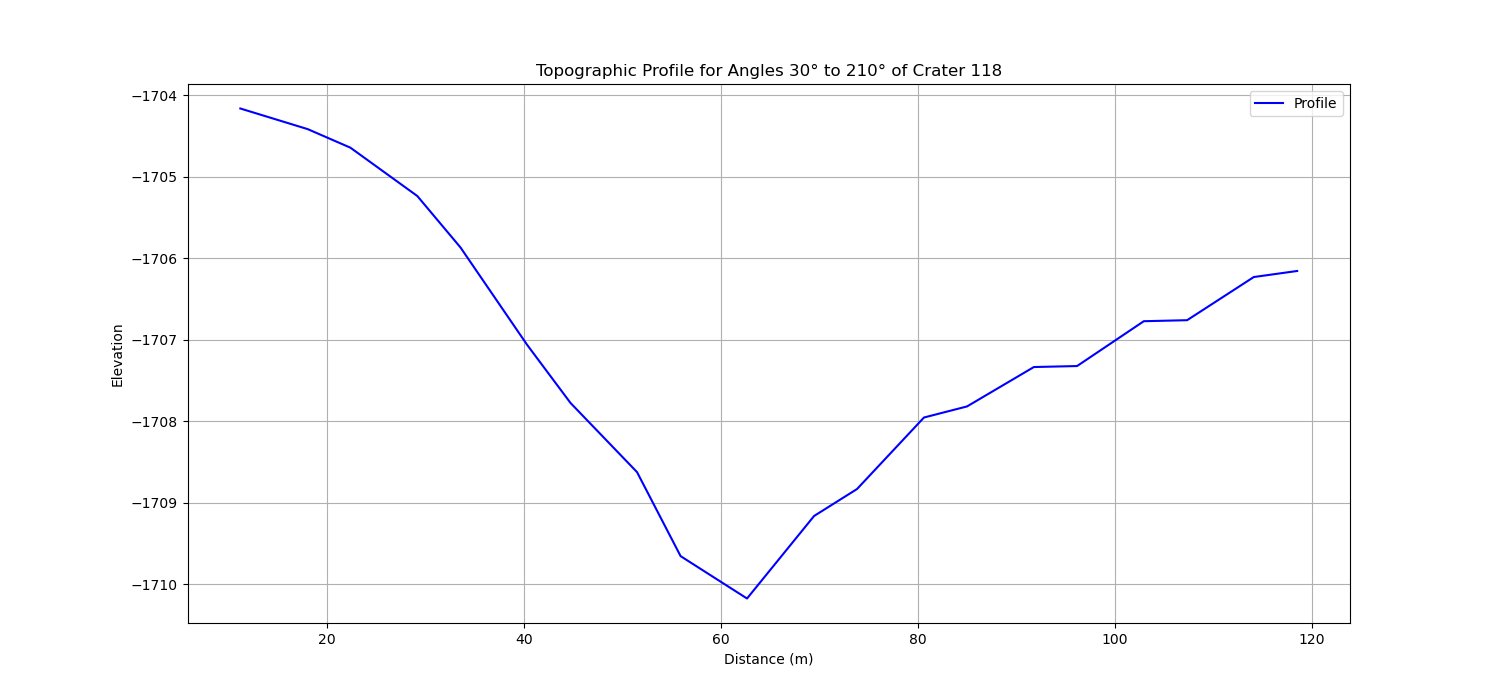 Topographic Profile for Angles 30° to 210° of Crater 118
Profile
−1704
−1705
−1706
−1707
−1708
−1709
−1710
Elevation
20 40 60 80 100 120
Distance (m)